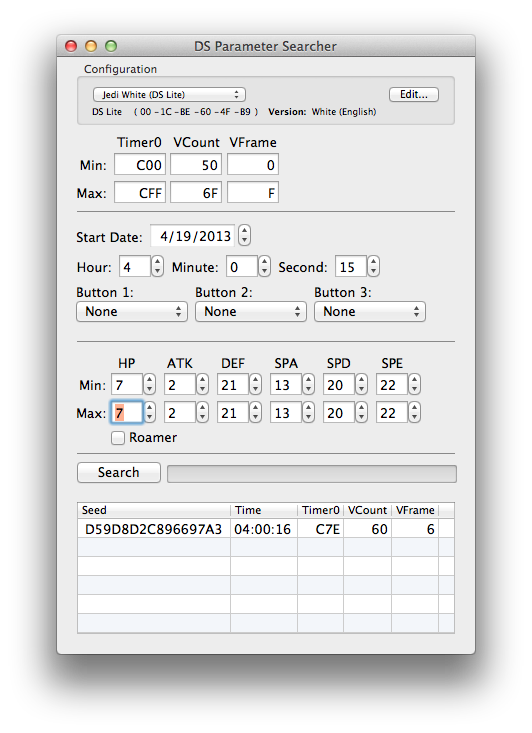 DS Parameter Searcher
Configuration
Jedi White (DS Lite) Edit...
DS Lite ( 00 -1C -BE -60 -4F -B9 ) Version: White (English)
Timer0 VCount VFrame
Min: C00 50 0
Max: CFF 6F F
Start Date: 4/19/2013
Hour: 4 Minute: 0 Second: 15
Button 1: Button 2: Button 3:
None None None
HP ATK DEF SPA SPD SPE
Min: 7 2 21 13 20 22
Max: 7 2 21 13 20 22
Roamer
Search
Seed Time Timer0 VCount VFrame
D59D8D2C896697A3 04:00:16 C7E 60 6